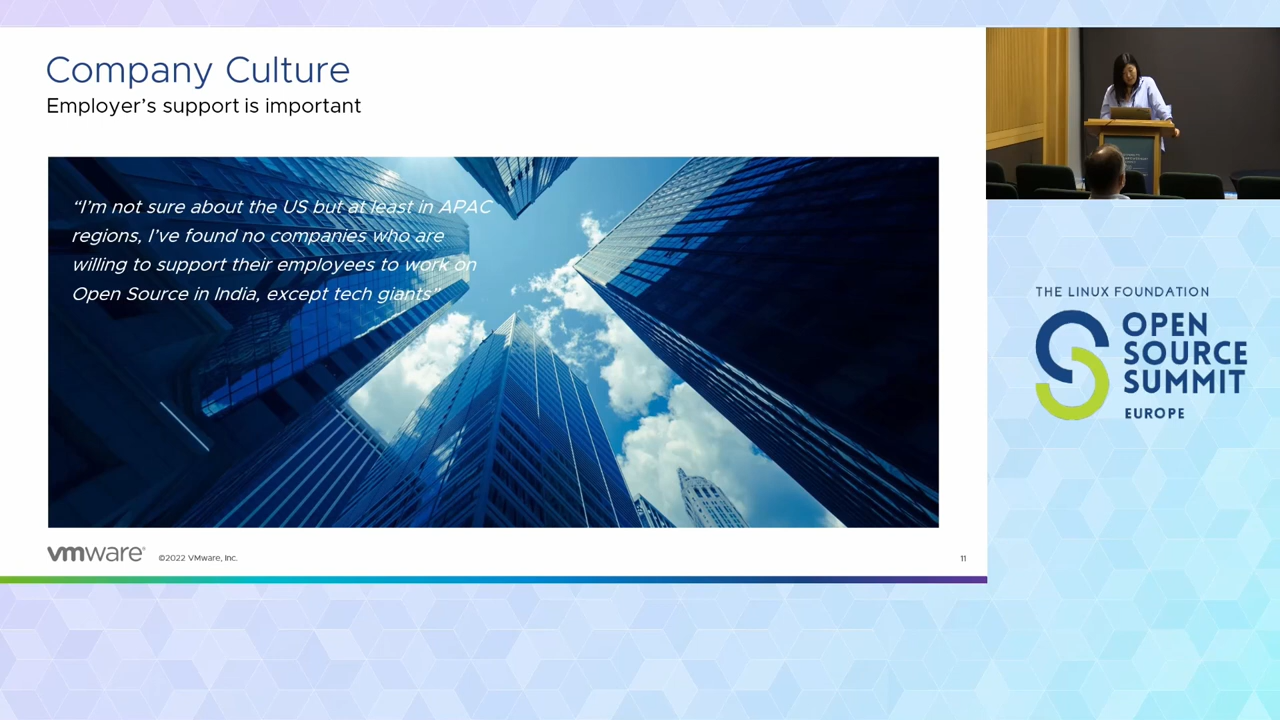 Company Culture
Employer’s support is important
“I’m not sure about the US but at least in APAC
regions, I’ve found no companies who are
willing to support their employees to work on
Open Source in India, except tech giants”
vmware®
©2022 VMware, Inc.
11
THE LINUX FOUNDATION
OPEN
SOURCE
SUMMIT
EUROPE